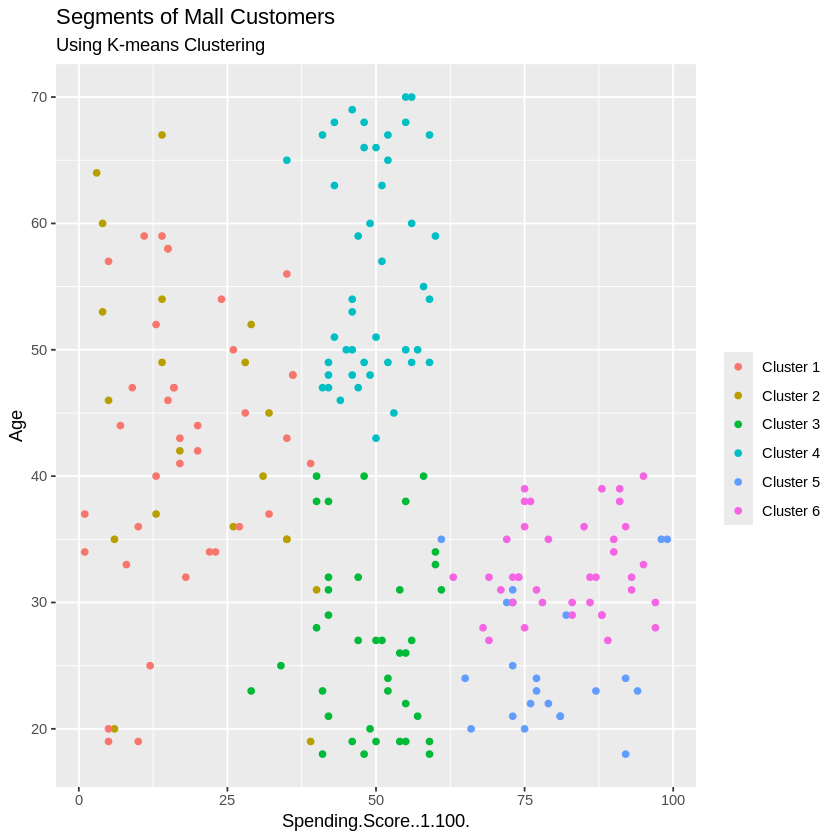 Segments of Mall Customers
Using K-means Clustering
70
60
50
40
30
20
Age
0 25 50 75 100
Spending.Score..1.100.
Cluster 1
Cluster 2
Cluster 3
Cluster 4
Cluster 5
Cluster 6